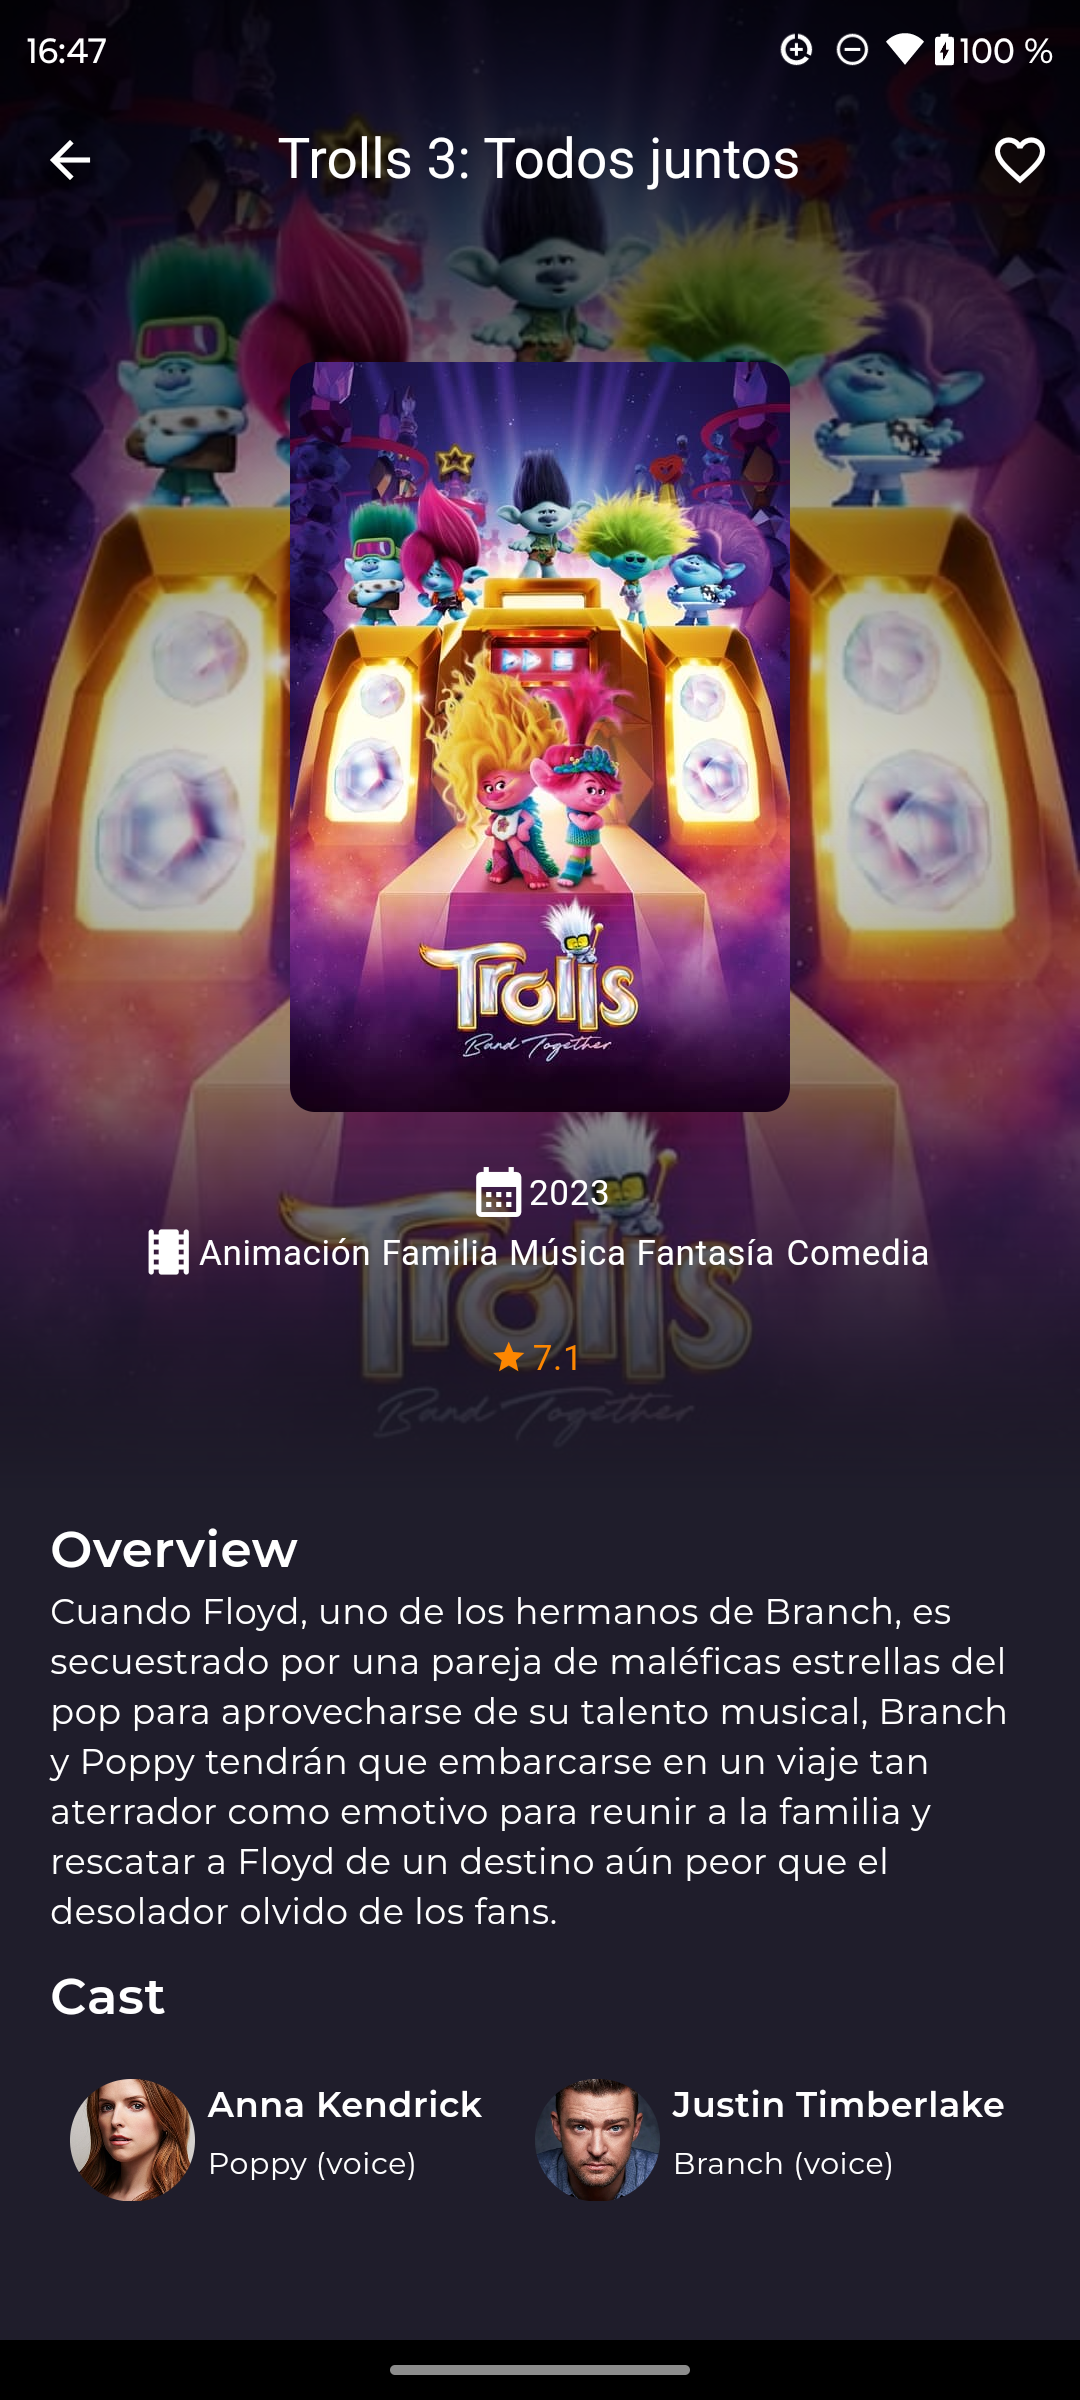 16:47
100 %
Trolls 3: Todos juntos
Trolls
Band Together
2023
Animación Familia Música Fantasía Comedia
Trolls
7.1
Band Together
Overview
Cuando Floyd, uno de los hermanos de Branch, es
secuestrado por una pareja de maléficas estrellas del
pop para aprovecharse de su talento musical, Branch
y Poppy tendrán que embarcarse en un viaje tan
aterrador como emotivo para reunir a la familia y
rescatar a Floyd de un destino aún peor que el
desolador olvido de los fans.
Cast
Anna Kendrick
Poppy (voice)
Justin Timberlake
Branch (voice)